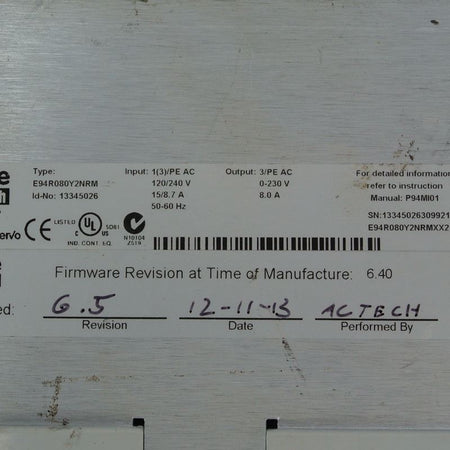 Type: Input: 1(3)/PE AC Output: 3/PE AC For detailed information
E94R080Y2NRM 120/240 V 0-230 V refer to instruction
Id-No: 13345026 15/8.7 A 8.0 A Manual: P94MI01
50-60 Hz
SN:13345026309921
E94R080Y2NRMXX2
CE LISTED UL US
IND. CONT. EQ.
N10104
Firmware Revision at Time of Manufacture: 6.40
6.5 12-11-13 ACTECH
Revision Date Performed By